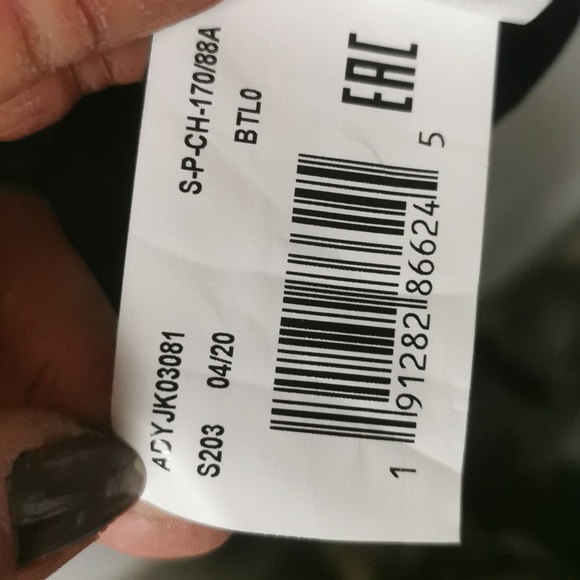 ADYJK03081 S-P-CH-170/88A
S203 04/20 BTL0
1 91282 86624 5
EAC